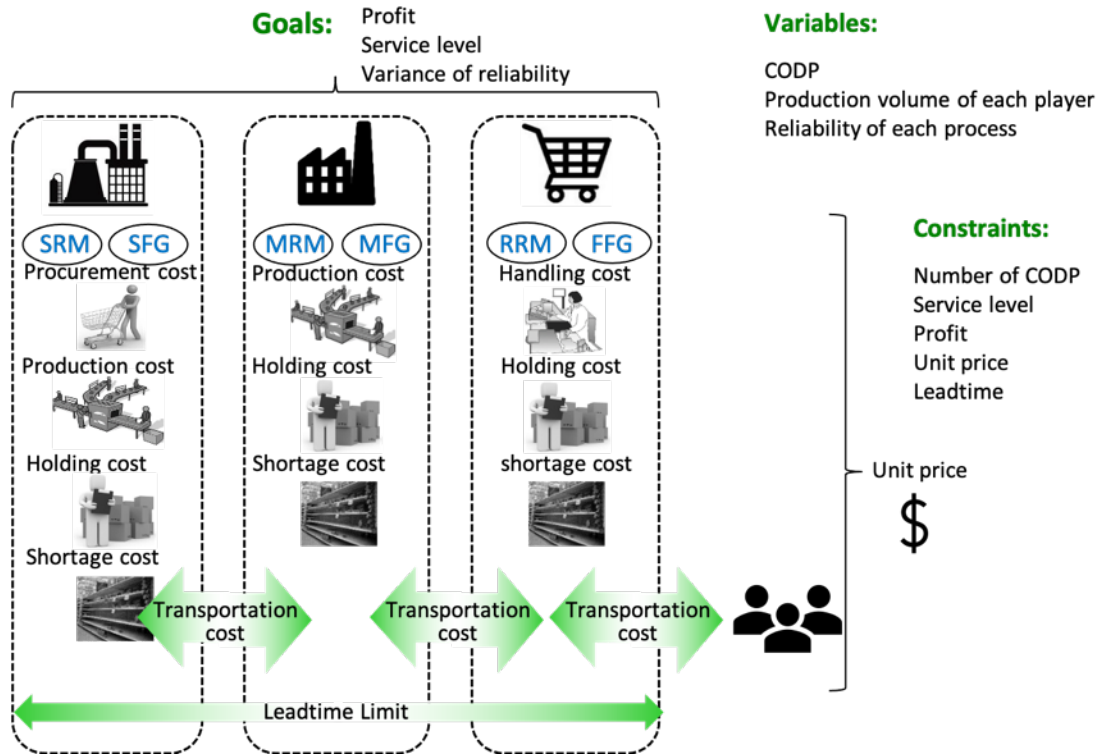 Goals:
Profit
Service level
Variance of reliability
Variables:
CODP
Production volume of each player
Reliability of each process
SRM
SFG
Procurement cost
Production cost
Holding cost
Shortage cost
MRM
MFG
Production cost
Holding cost
Shortage cost
RRM
FFG
Handling cost
Holding cost
shortage cost
Constraints:
Number of CODP
Service level
Profit
Unit price
Leadtime
Unit price
$
Transportation
cost
Transportation
cost
Transportation
cost
Leadtime Limit